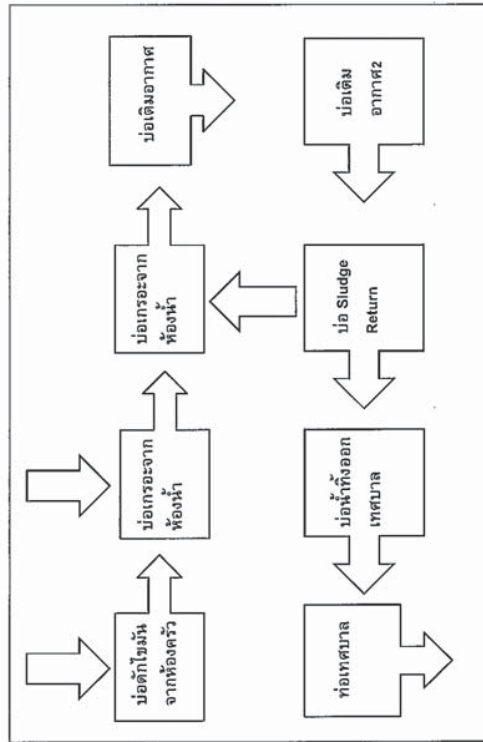 บ่อดักไขมัน
จากห้องครัว
บ่อเกรอะจาก
ห้องน้ำ
บ่อเกรอะจาก
ห้องน้ำ
บ่อเติมอากาศ
บ่อเติม
อากาศ2
บ่อ Sludge
Return
บ่อน้ำทิ้งออก
เทศบาล
ท่อเทศบาล